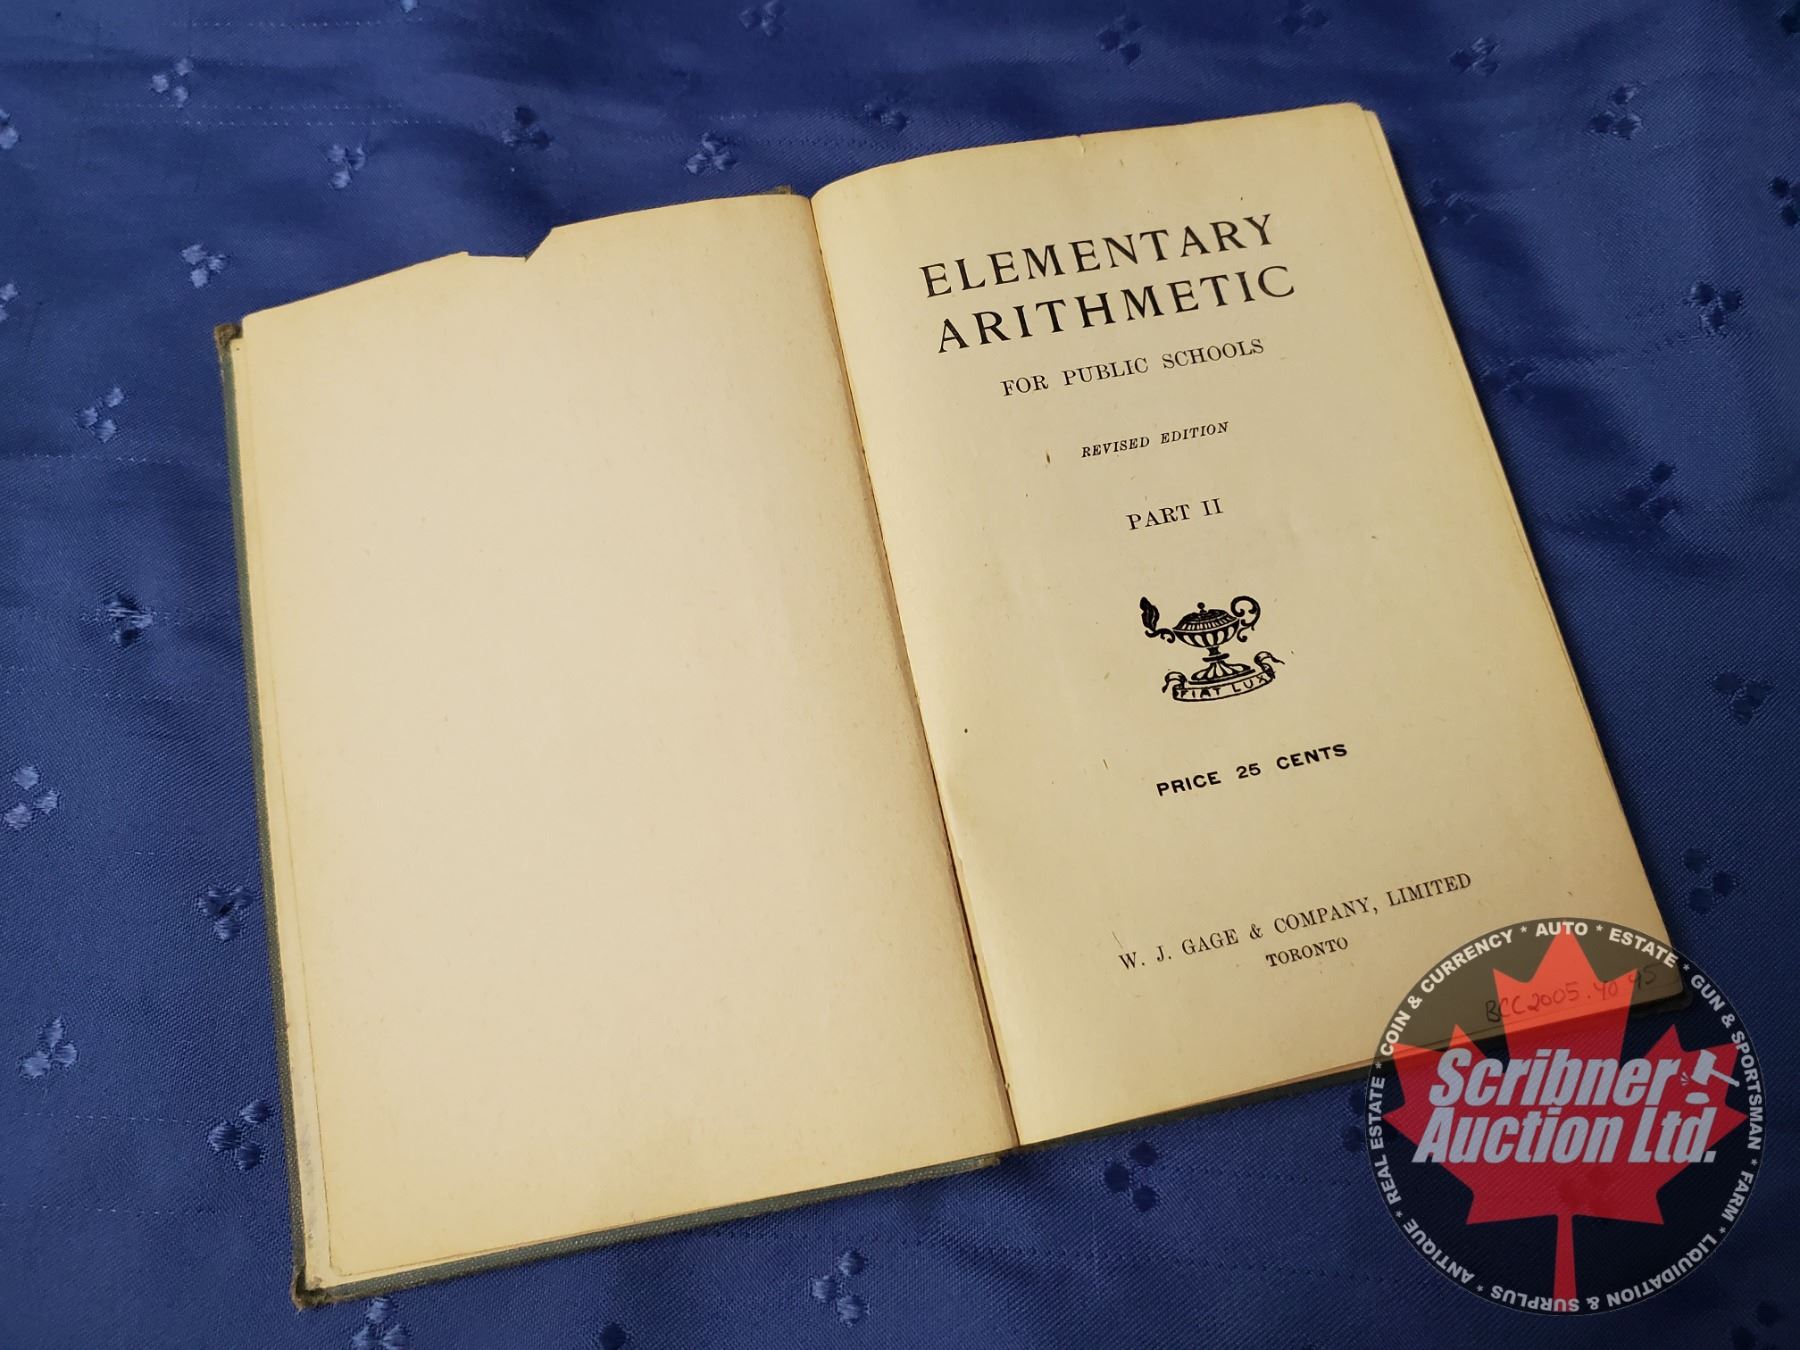 ELEMENTARY
ARITHMETIC
FOR PUBLIC SCHOOLS
REVISED EDITION
PART II
FIAT LUX
PRICE 25 CENTS
W. J. GAGE & COMPANY, LIMITED
TORONTO
BCC2005.40.45
COIN & CURRENCY * AUTO * ESTATE * GUN & SPORTSMAN * FARM * LIQUIDATION & SURPLUS * ANTIQUE * REAL ESTATE *
Scribner
Auction Ltd.